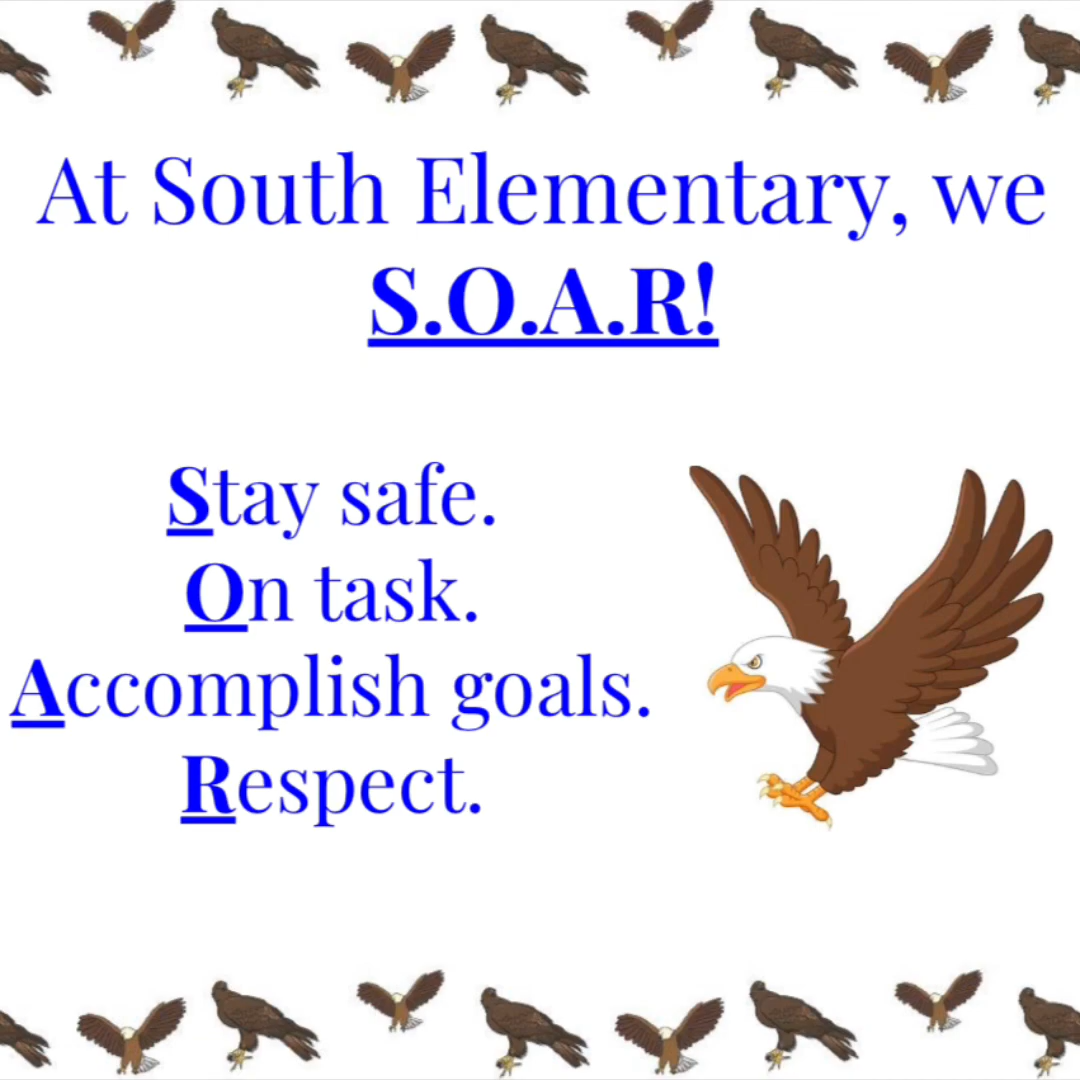 At South Elementary, we
S.O.A.R!
Stay safe.
On task.
Accomplish goals.
Respect.